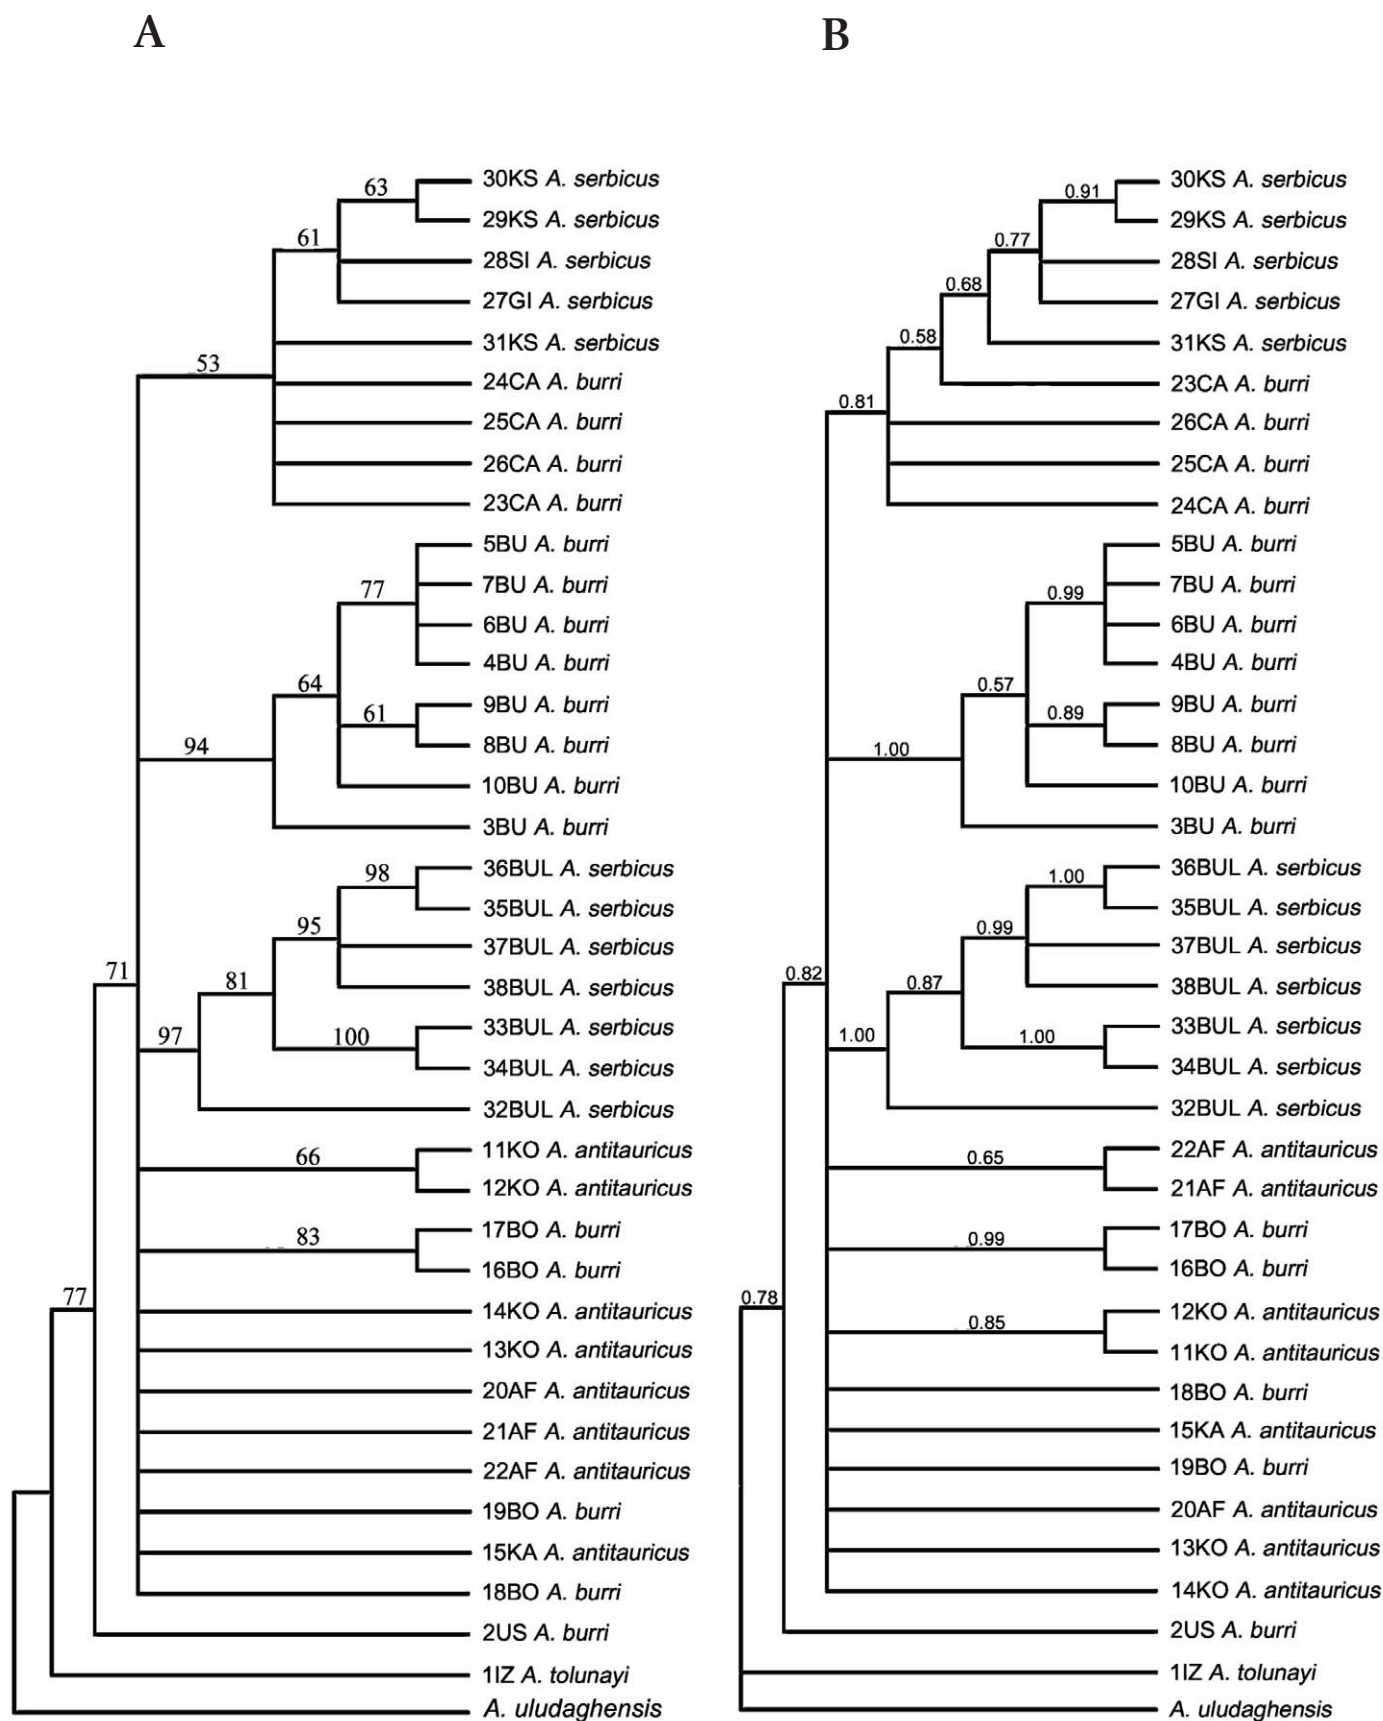 A
B
63
30KS A. serbicus
29KS A. serbicus
61
28SI A. serbicus
27GI A. serbicus
31KS A. serbicus
53
24CA A. burri
25CA A. burri
26CA A. burri
23CA A. burri
5BU A. burri
77
7BU A. burri
6BU A. burri
4BU A. burri
64
9BU A. burri
61
8BU A. burri
94
10BU A. burri
3BU A. burri
98
36BUL A. serbicus
35BUL A. serbicus
95
37BUL A. serbicus
71
81
38BUL A. serbicus
33BUL A. serbicus
97
100
34BUL A. serbicus
32BUL A. serbicus
11KO A. antitauricus
66
12KO A. antitauricus
17BO A. burri
83
16BO A. burri
77
14KO A. antitauricus
13KO A. antitauricus
20AF A. antitauricus
21AF A. antitauricus
22AF A. antitauricus
19BO A. burri
15KA A. antitauricus
18BO A. burri
2US A. burri
1IZ A. tolunayi
A. uludaghensis
0.91
30KS A. serbicus
29KS A. serbicus
0.77
28SI A. serbicus
0.68
27GI A. serbicus
0.58
31KS A. serbicus
23CA A. burri
0.81
26CA A. burri
25CA A. burri
24CA A. burri
5BU A. burri
0.99
7BU A. burri
6BU A. burri
4BU A. burri
0.57
9BU A. burri
0.89
8BU A. burri
1.00
10BU A. burri
3BU A. burri
1.00
36BUL A. serbicus
35BUL A. serbicus
0.99
37BUL A. serbicus
0.82
0.87
38BUL A. serbicus
33BUL A. serbicus
1.00
1.00
34BUL A. serbicus
32BUL A. serbicus
22AF A. antitauricus
0.65
21AF A. antitauricus
17BO A. burri
0.99
16BO A. burri
0.78
12KO A. antitauricus
0.85
11KO A. antitauricus
18BO A. burri
15KA A. antitauricus
19BO A. burri
20AF A. antitauricus
13KO A. antitauricus
14KO A. antitauricus
2US A. burri
1IZ A. tolunayi
A. uludaghensis